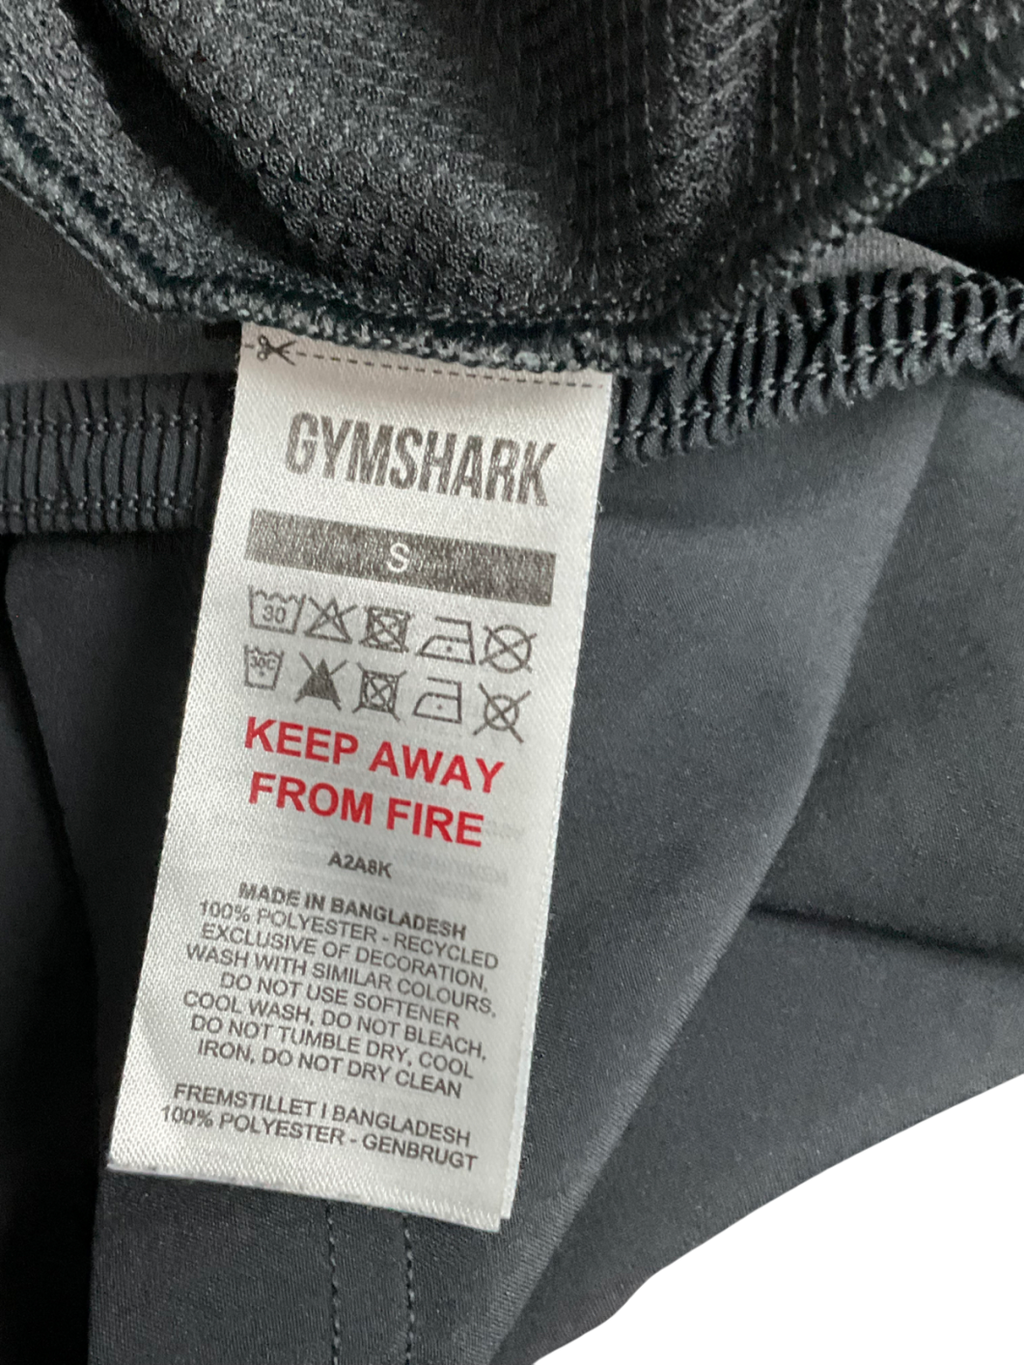 GYMSHARK
S
30
30C
KEEP AWAY
FROM FIRE
A2A8K
MADE IN BANGLADESH
100% POLYESTER - RECYCLED
EXCLUSIVE OF DECORATION.
WASH WITH SIMILAR COLOURS.
DO NOT USE SOFTENER
COOL WASH, DO NOT BLEACH,
DO NOT TUMBLE DRY, COOL
IRON, DO NOT DRY CLEAN
FREMSTILLET I BANGLADESH
100% POLYESTER - GENBRUGT